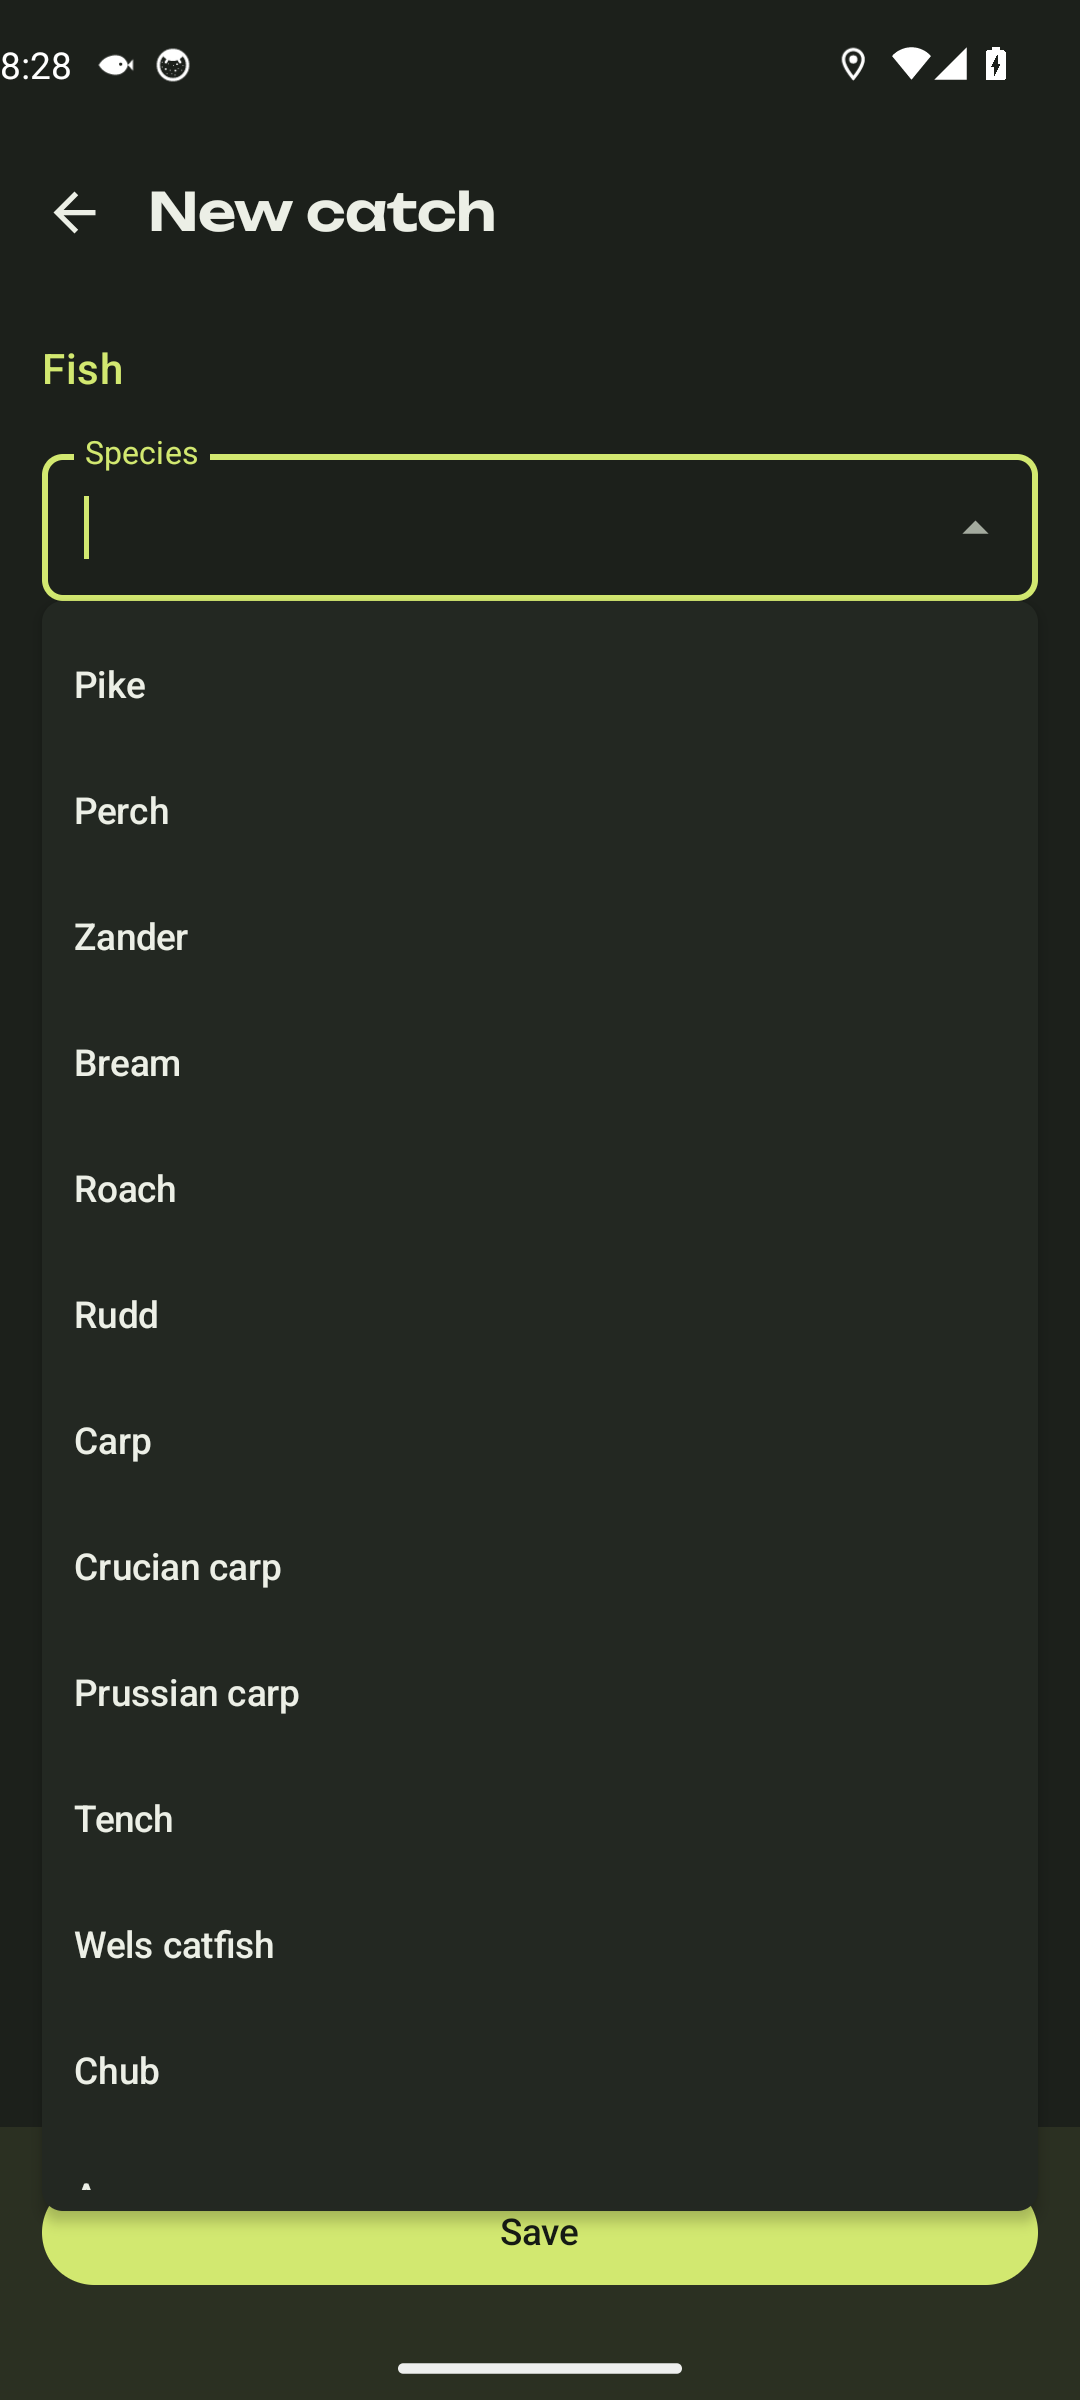 8:28
New catch
Fish
Species
Pike
Perch
Zander
Bream
Roach
Rudd
Carp
Crucian carp
Prussian carp
Tench
Wels catfish
Chub
Save